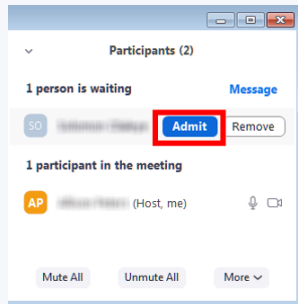 Participants (2)
1 person is waiting Message
SO Admit Remove
1 participant in the meeting
AP (Host, me)
Mute All Unmute All More